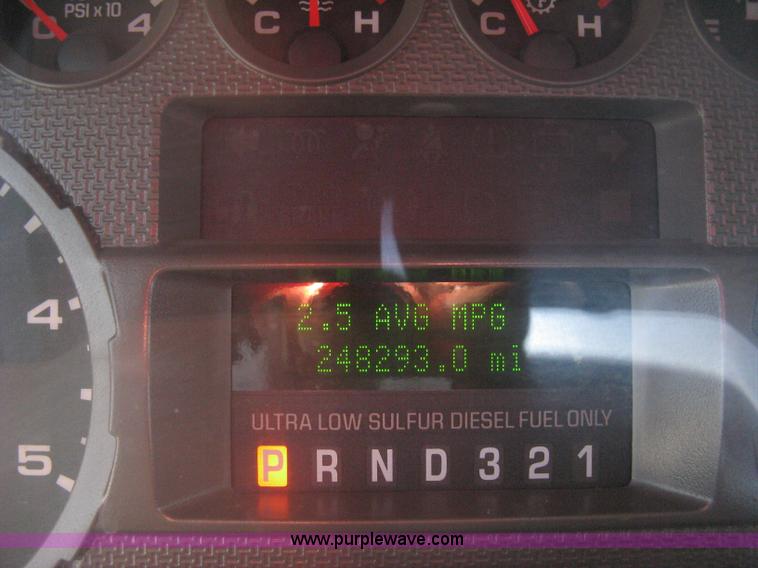 PSI x 10
0 4
C H
C H
2.5 AVG MPG
248293.0 mi
4
ULTRA LOW SULFUR DIESEL FUEL ONLY
5
P R N D 3 2 1
www.purplewave.com